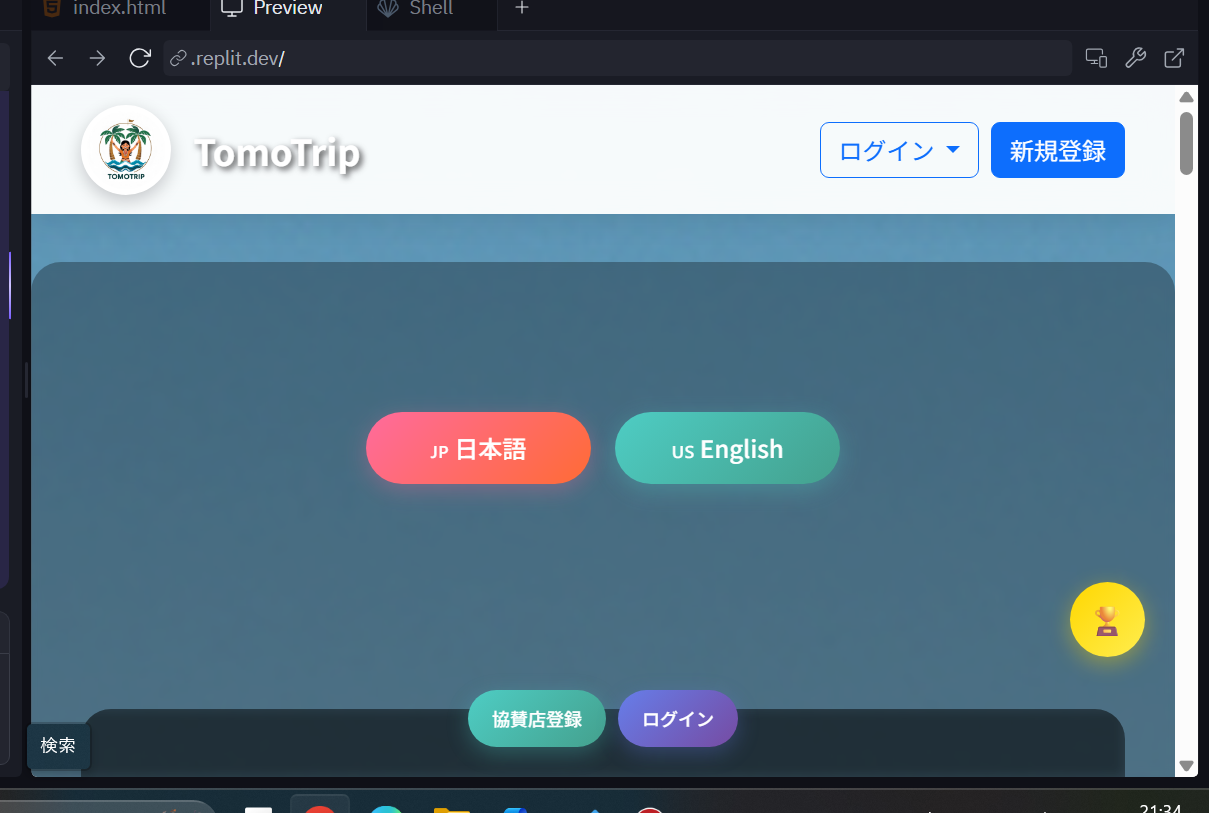 index.html
Preview
Shell
.replit.dev/
TOMOTRIP
TomoTrip
ログイン
新規登録
JP 日本語
US English
協賛店登録
ログイン
検索
21:34